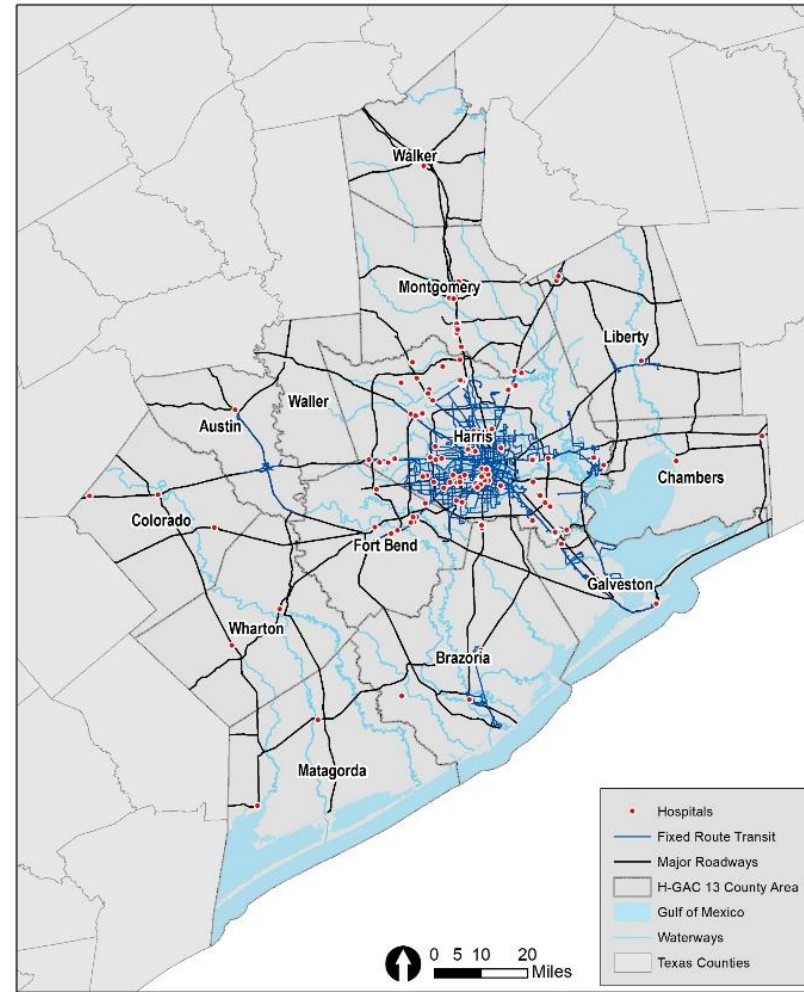 Walker
Montgomery
Liberty
Waller
Austin
Harris
Chambers
Colorado
Fort Bend
Galveston
Wharton
Brazoria
Matagorda
Hospitals
Fixed Route Transit
Major Roadways
H-GAC 13 County Area
Gulf of Mexico
Waterways
Texas Counties
0 5 10 20
Miles